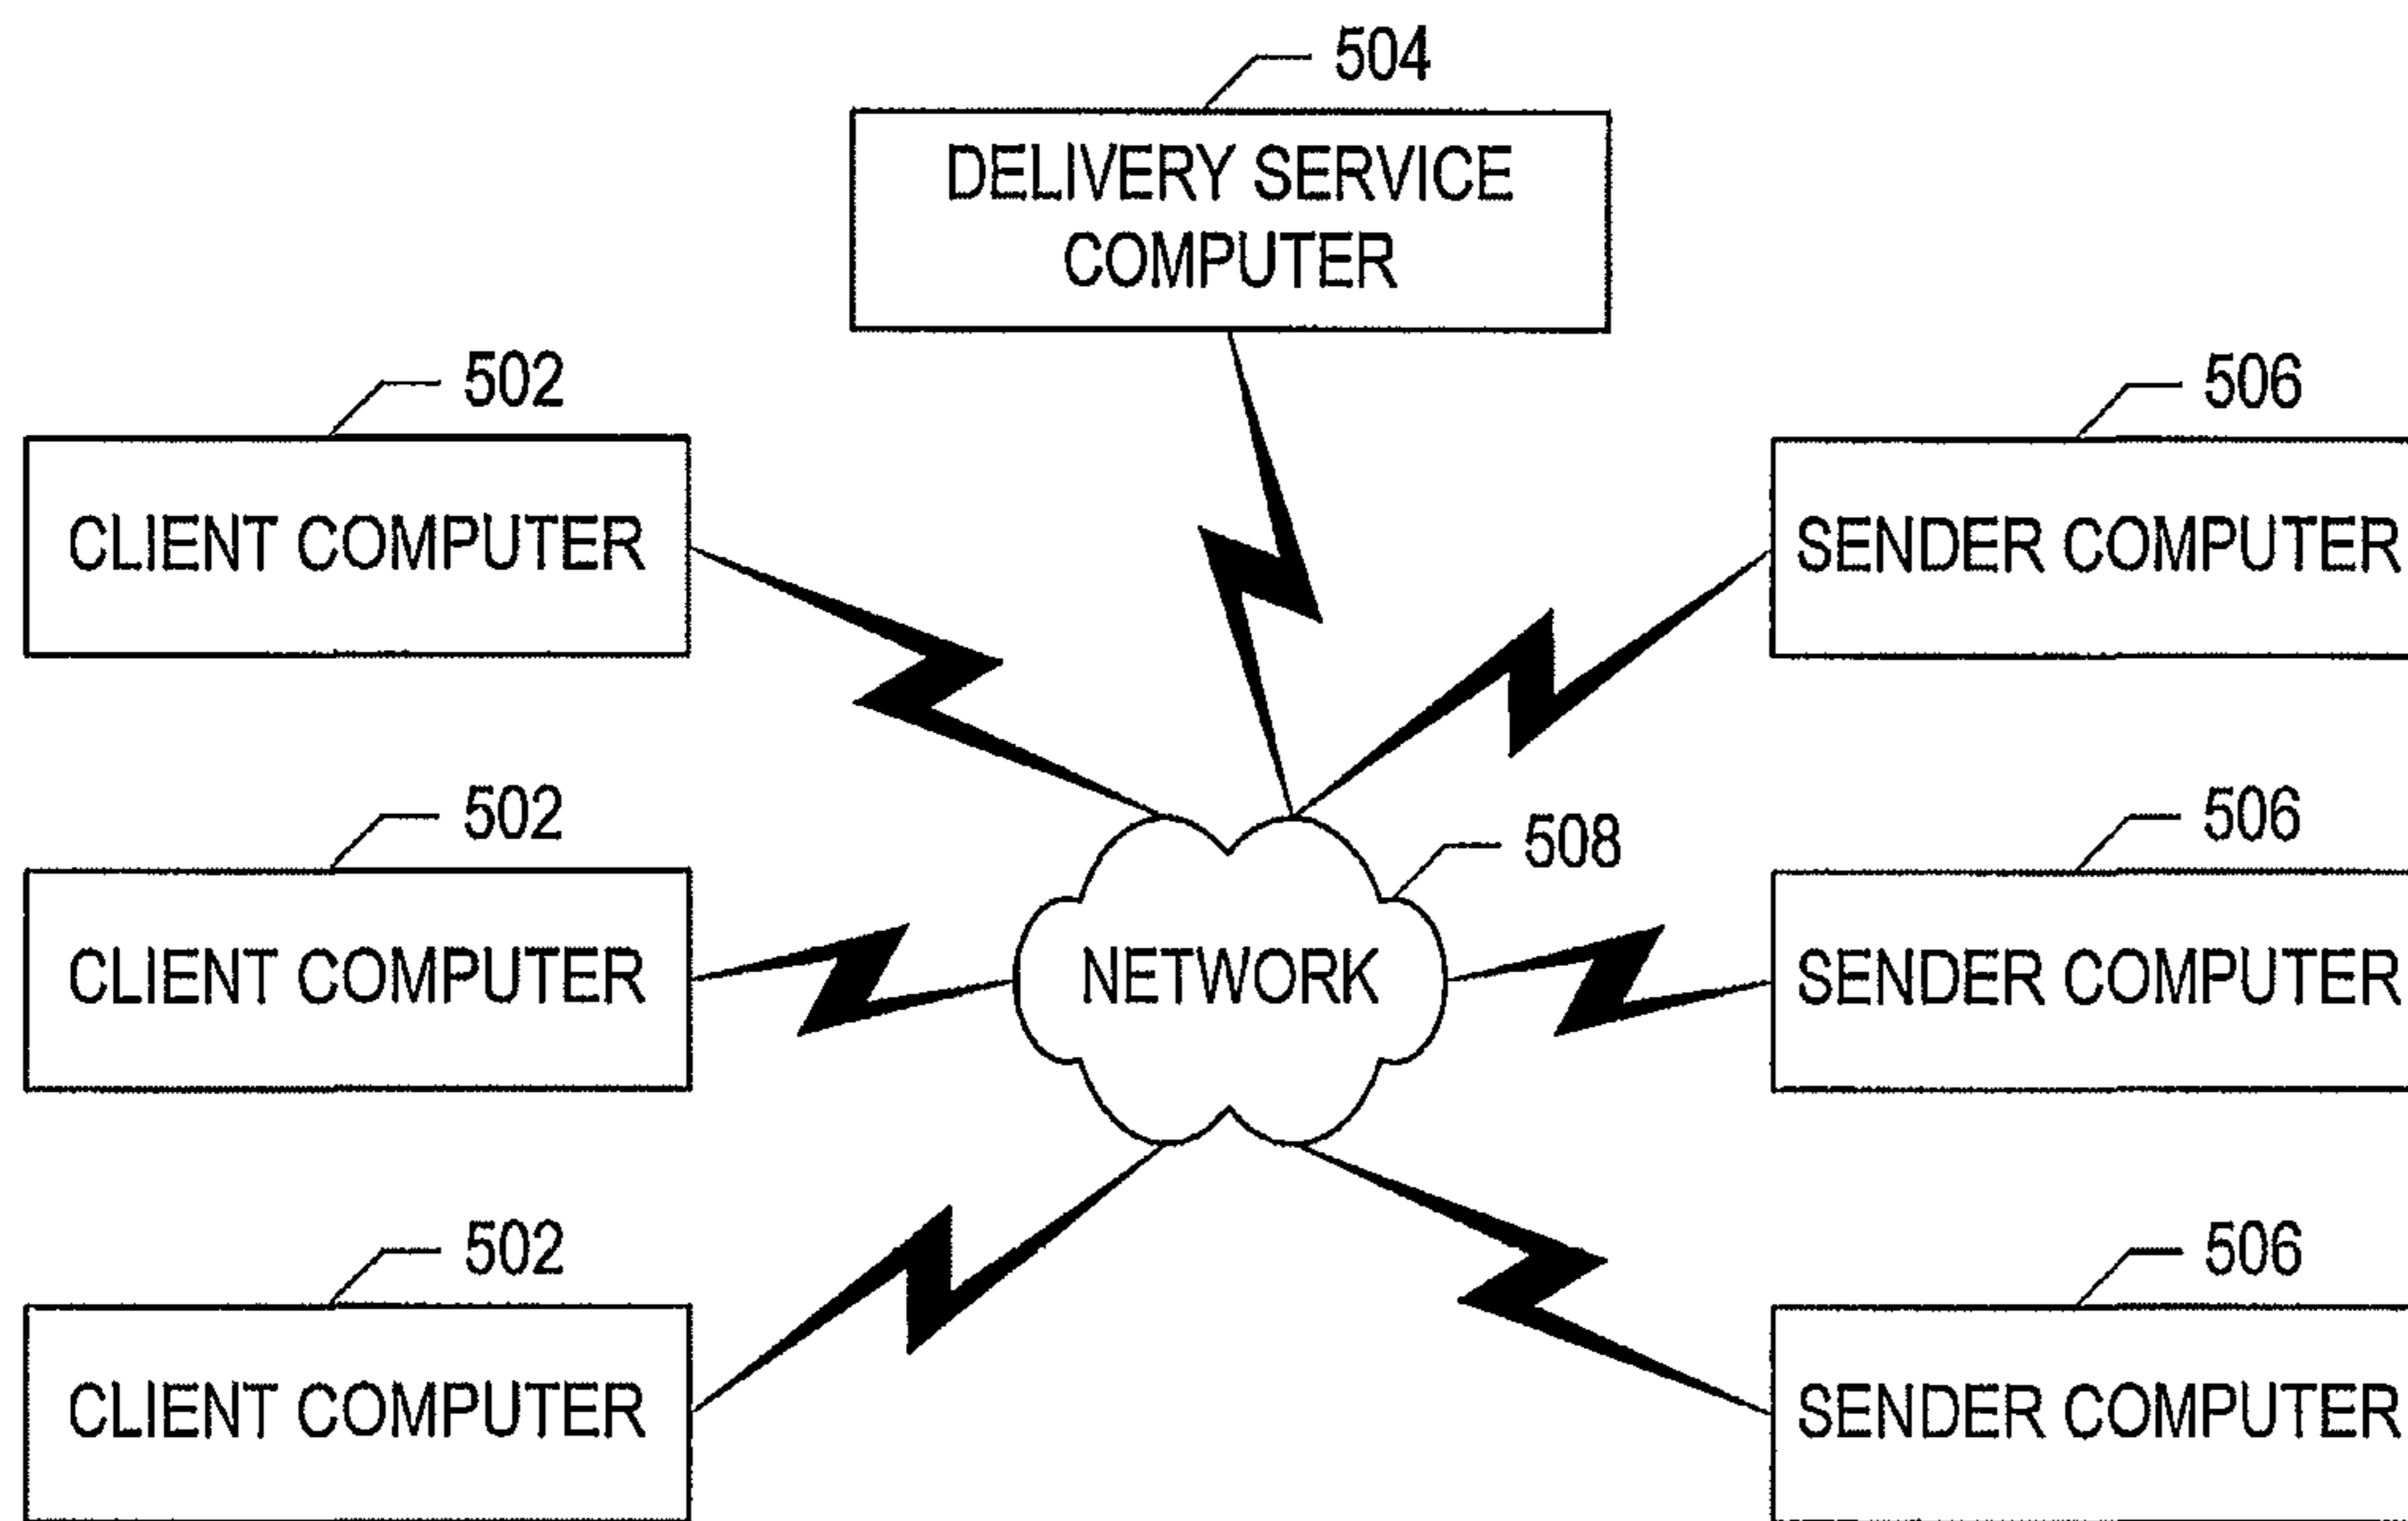 504
DELIVERY SERVICE
COMPUTER
502
506
CLIENT COMPUTER
SENDER COMPUTER
502
506
508
CLIENT COMPUTER
NETWORK
SENDER COMPUTER
502
506
CLIENT COMPUTER
SENDER COMPUTER